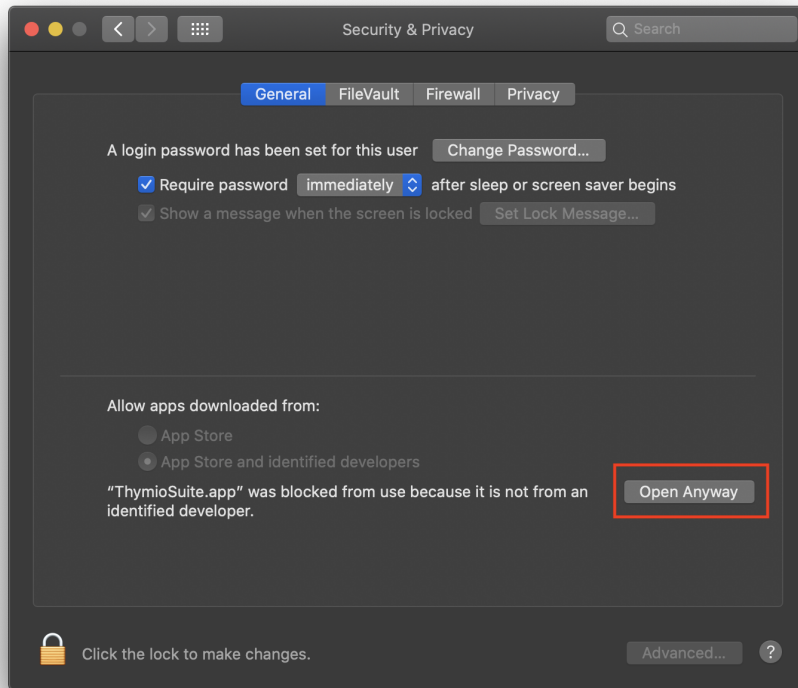 Security & Privacy
Search
General FileVault Firewall Privacy
A login password has been set for this user Change Password...
Require password immediately after sleep or screen saver begins
Show a message when the screen is locked Set Lock Message...
Allow apps downloaded from:
App Store
App Store and identified developers
“ThymioSuite.app” was blocked from use because it is not from an
identified developer.
Open Anyway
Click the lock to make changes.
Advanced... ?